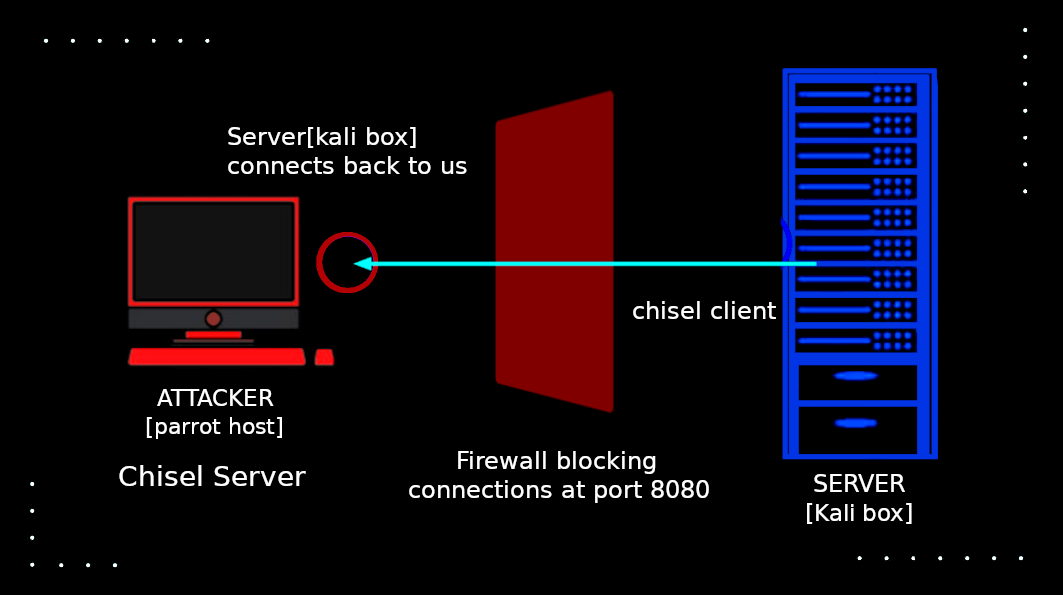 Server[kali box]
connects back to us
chisel client
ATTACKER
[parrot host]
Chisel Server
Firewall blocking
connections at port 8080
SERVER
[Kali box]